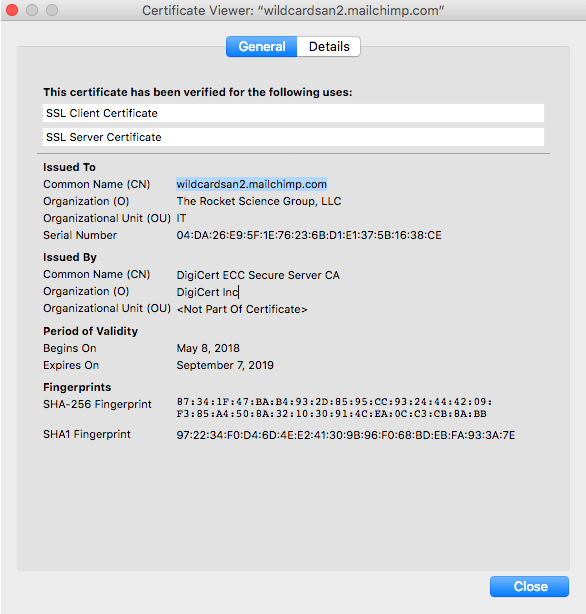 Certificate Viewer: “wildcardsan2.mailchimp.com”
General Details
This certificate has been verified for the following uses:
SSL Client Certificate
SSL Server Certificate
Issued To
Common Name (CN) wildcardsan2.mailchimp.com
Organization (O) The Rocket Science Group, LLC
Organizational Unit (OU) IT
Serial Number 04:DA:26:E9:5F:1E:76:23:6B:D1:E1:37:5B:16:38:CE
Issued By
Common Name (CN) DigiCert ECC Secure Server CA
Organization (O) DigiCert Inc
Organizational Unit (OU) <Not Part Of Certificate>
Period of Validity
Begins On May 8, 2018
Expires On September 7, 2019
Fingerprints
SHA-256 Fingerprint 87:34:1F:47:BA:B4:93:2D:85:95:CC:93:24:44:42:09:
F3:85:A4:50:8A:32:10:30:91:4C:EA:0C:C3:CB:8A:BB
SHA1 Fingerprint 97:22:34:F0:D4:6D:4E:E2:41:30:9B:96:F0:68:BD:EB:FA:93:3A:7E
Close